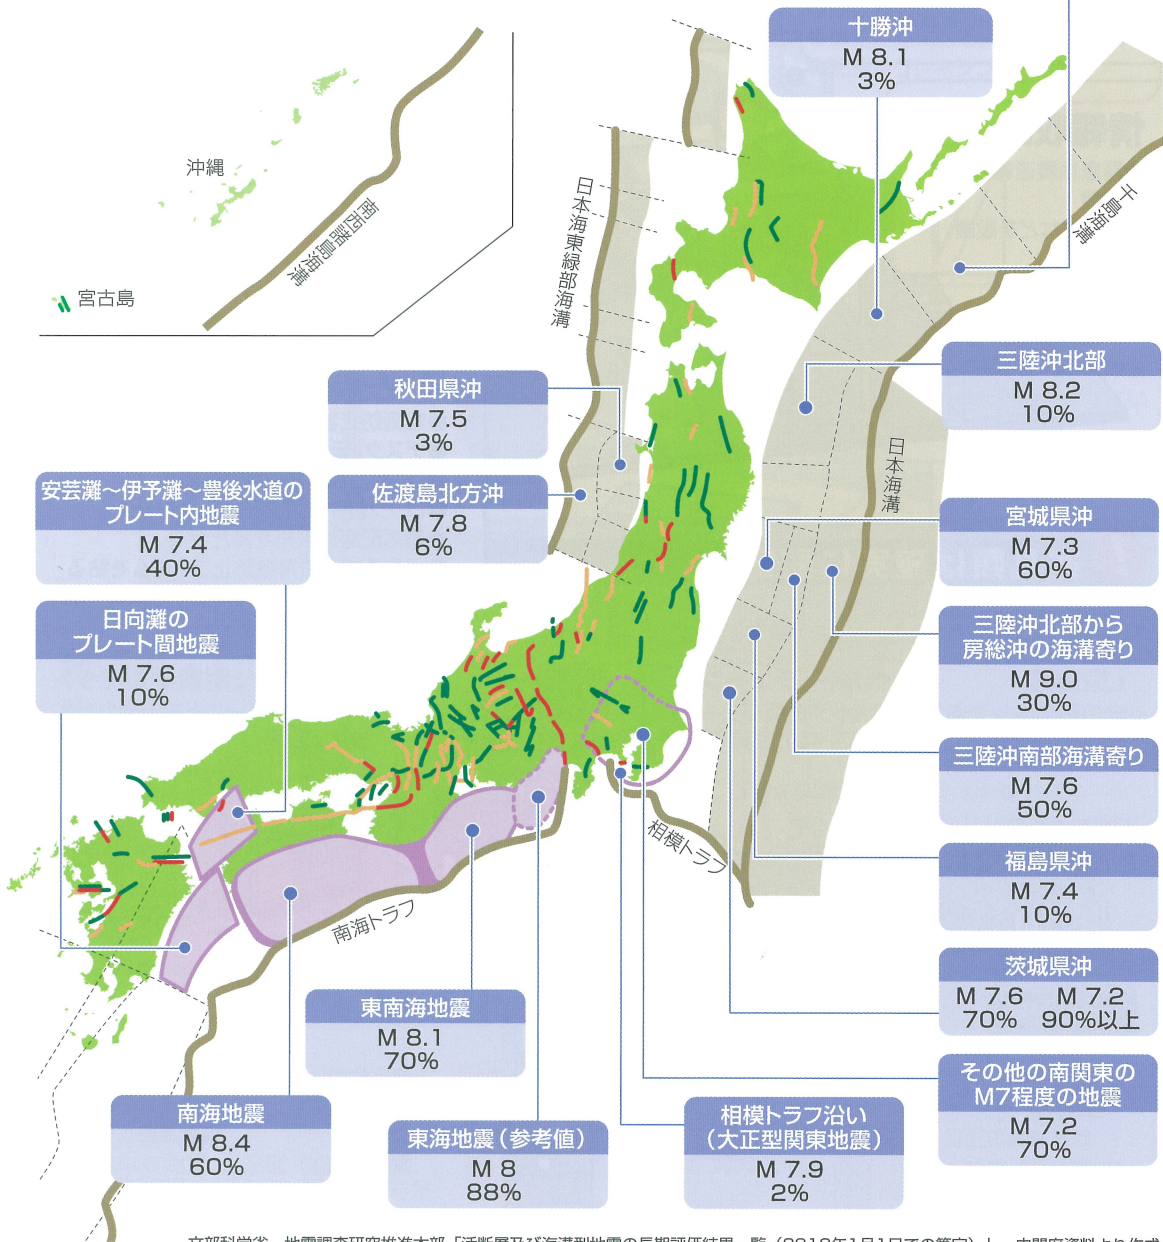 十勝沖
M 8.1
3%
沖縄
南西諸島海溝
宮古島
日本海東緑部海溝
千島海溝
三陸沖北部
M 8.2
10%
秋田県沖
M 7.5
3%
佐渡島北方沖
M 7.8
6%
日本海溝
安芸灘～伊予灘～豊後水道の
プレート内地震
M 7.4
40%
宮城県沖
M 7.3
60%
日向灘の
プレート間地震
M 7.6
10%
三陸沖北部から
房総沖の海溝寄り
M 9.0
30%
三陸沖南部海溝寄り
M 7.6
50%
相模トラフ
福島県沖
M 7.4
10%
南海トラフ
茨城県沖
M 7.6 M 7.2
70% 90%以上
東南海地震
M 8.1
70%
その他の南関東の
M7程度の地震
M 7.2
70%
南海地震
M 8.4
60%
東海地震（参考値）
M 8
88%
相模トラフ沿い
（大正型関東地震）
M 7.9
2%